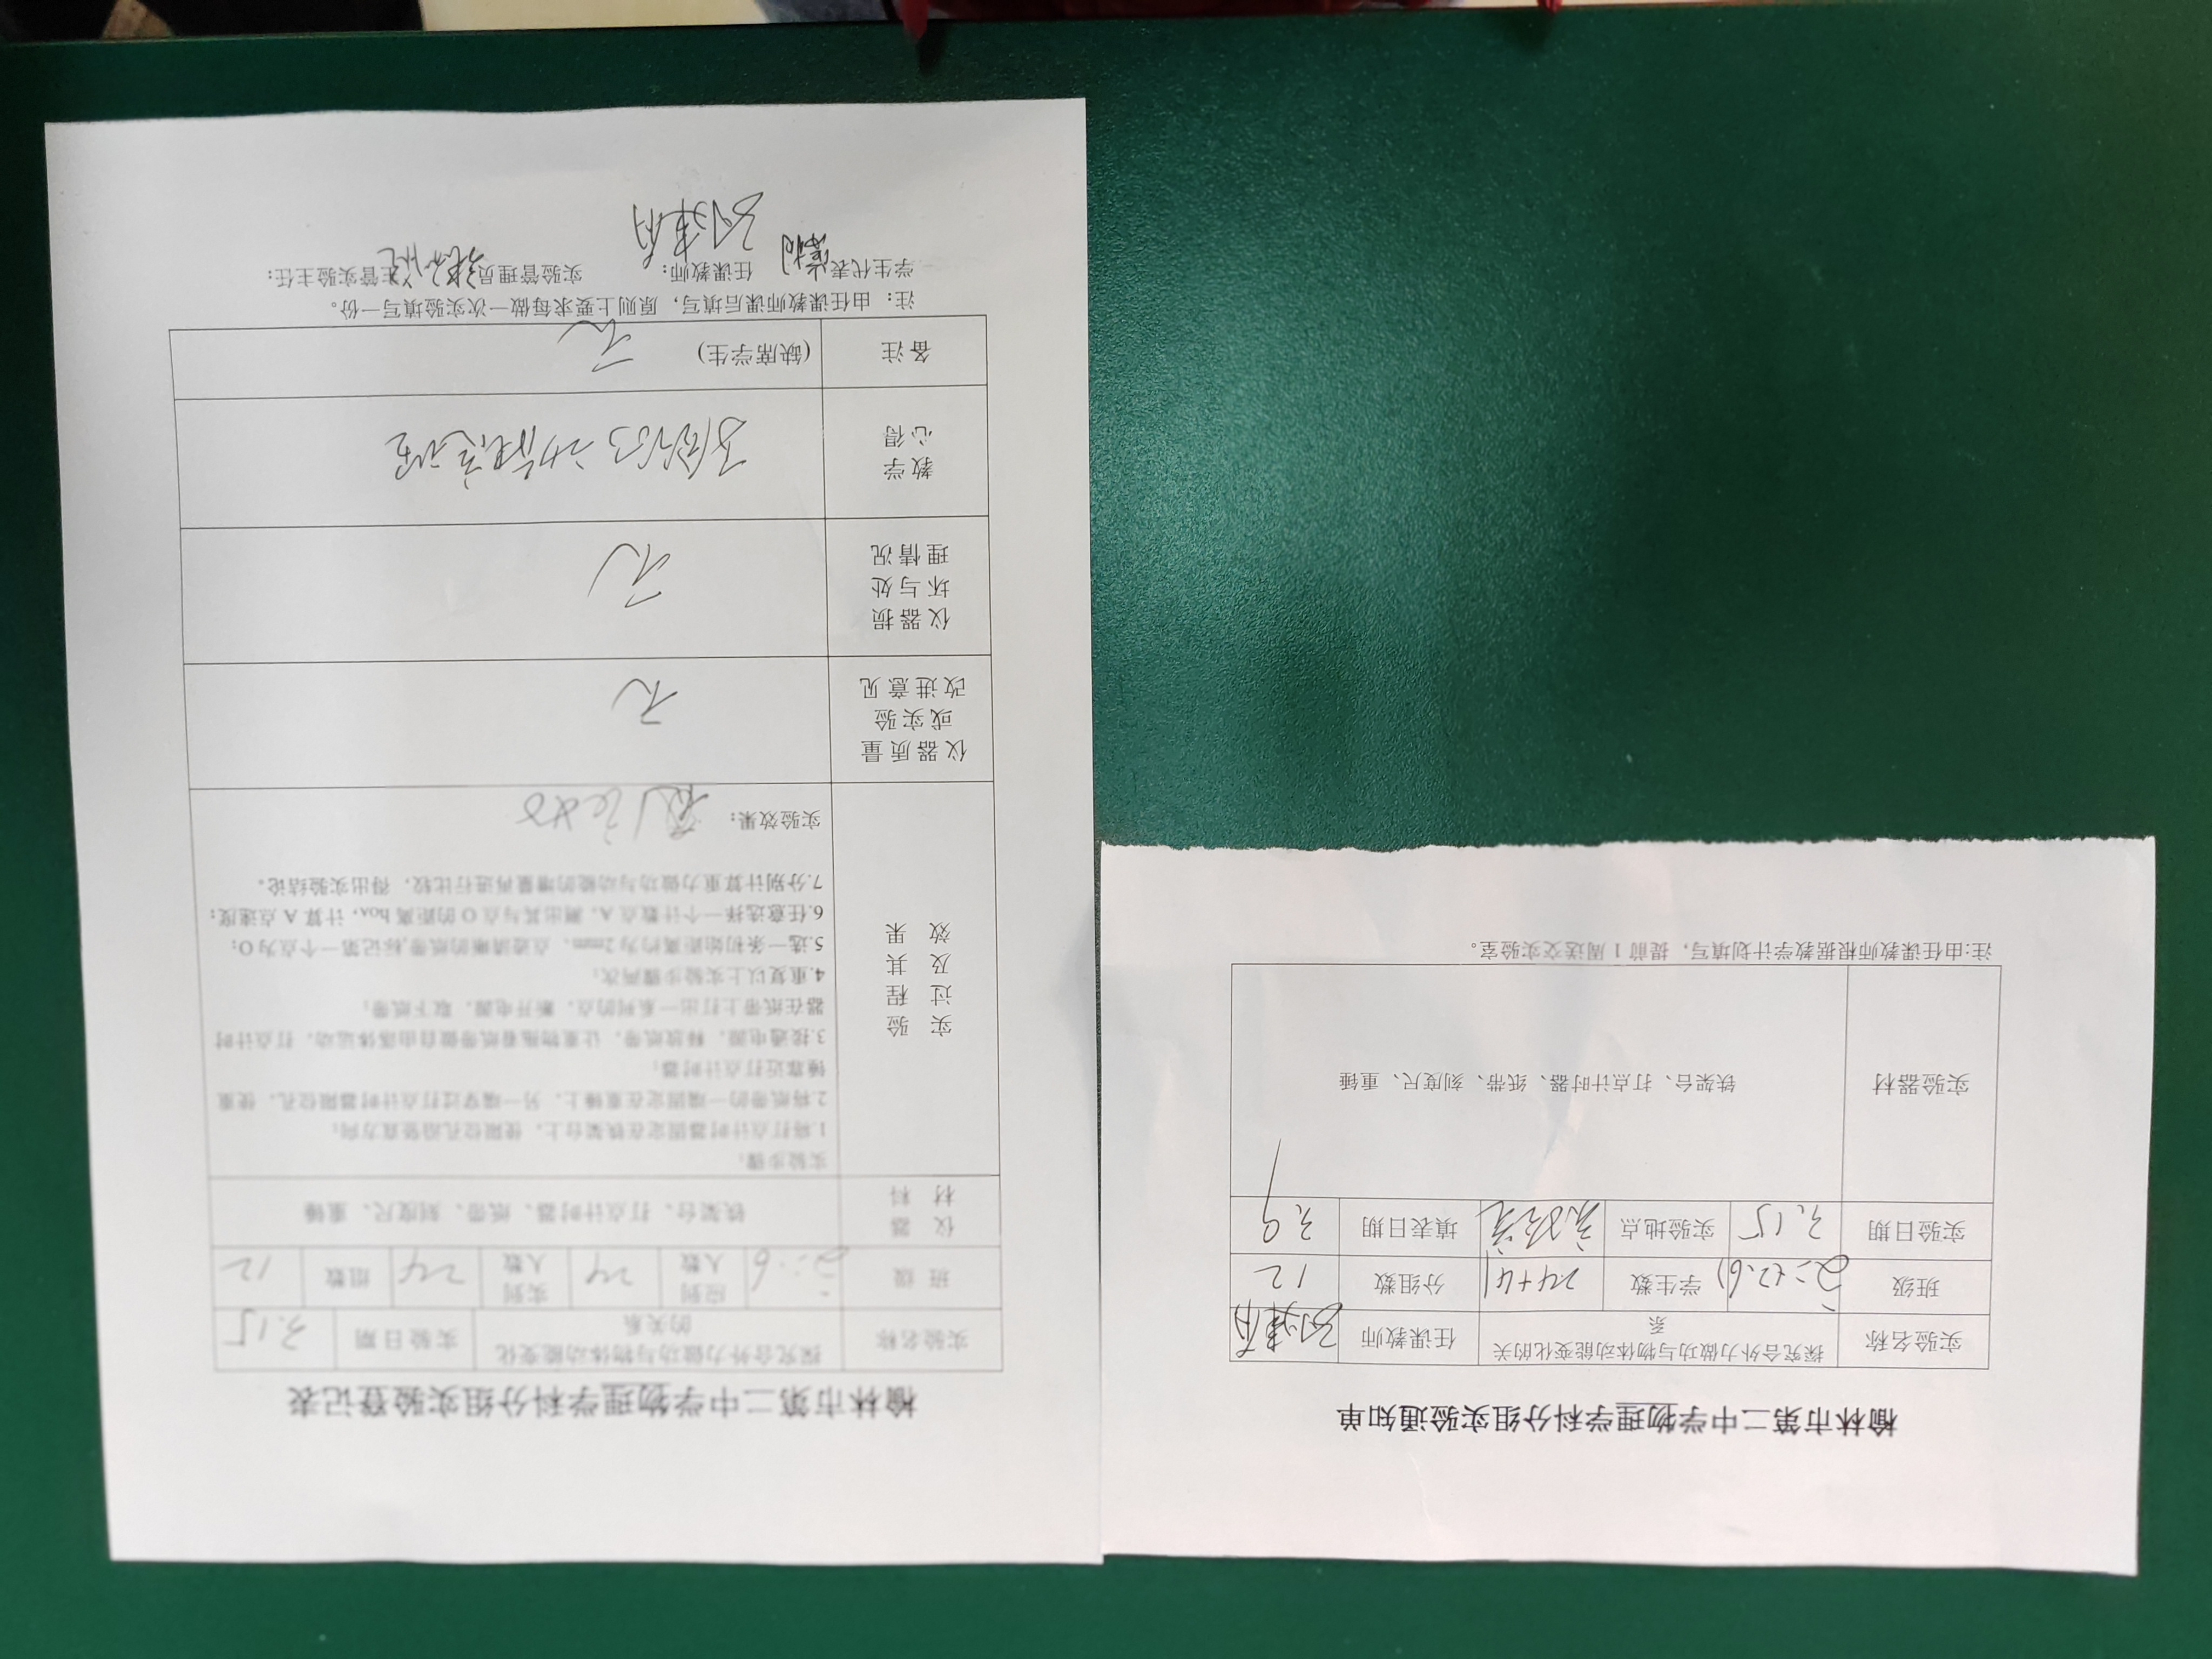 榆林市第二中学物理学科分组实验通知单
实验名称 探究合外力做功与物体动能变化的关系 任课教师
班级 高二(2.6) 学生数 24+41 分组数 12
实验日期 3.15 实验地点 实验室 填表日期 3.9
实验器材 铁架台、打点计时器、纸带、刻度尺、重锤
注:由任课教师根据教学计划填写，提前1周送交实验室。
榆林市第二中学物理学科分组实验登记表
实验名称 探究合外力做功与物体动能变化的关系 实验日期 3.15
班级 高二.6 应到人数 24 实到人数 24 组数 12
仪器材料 铁架台、打点计时器、纸带、刻度尺、重锤
实验过程及其效果
实验步骤:
1.将打点计时器固定在铁架台上，使限位孔沿竖直方向;
2.将纸带的一端固定在重锤上，另一端穿过打点计时器限位孔，使重
锤靠近打点计时器;
3.接通电源，释放纸带，让重物拖着纸带做自由落体运动，打点计时
器在纸带上打出一系列的点，断开电源，取下纸带;
4.重复以上实验步骤两次;
5.选一条初始距离约为2mm，点迹清晰的纸带,标记第一个点为O;
6.任意选择一个计数点A，测出其与点O的距离hoA，计算A点速度;
7.分别计算重力做功与动能的增量再进行比较，得出实验结论。
实验效果:
仪器质量或实验改进意见 无
仪器损坏与处理情况 无
教学心得 了解了动能定理
备注 (缺席学生) 无
注: 由任课教师课后填写，原则上要求每做一次实验填写一份。
学生代表: 任课教师: 实验管理员: 主管实验主任: